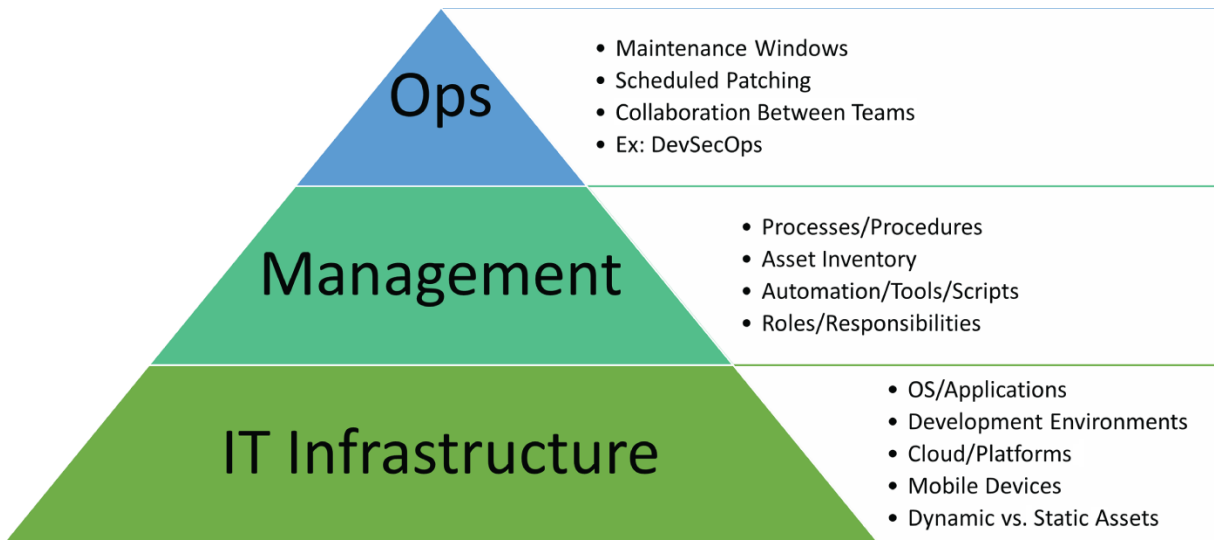 Ops
• Maintenance Windows
• Scheduled Patching
• Collaboration Between Teams
• Ex: DevSecOps
Management
• Processes/Procedures
• Asset Inventory
• Automation/Tools/Scripts
• Roles/Responsibilities
IT Infrastructure
• OS/Applications
• Development Environments
• Cloud/Platforms
• Mobile Devices
• Dynamic vs. Static Assets